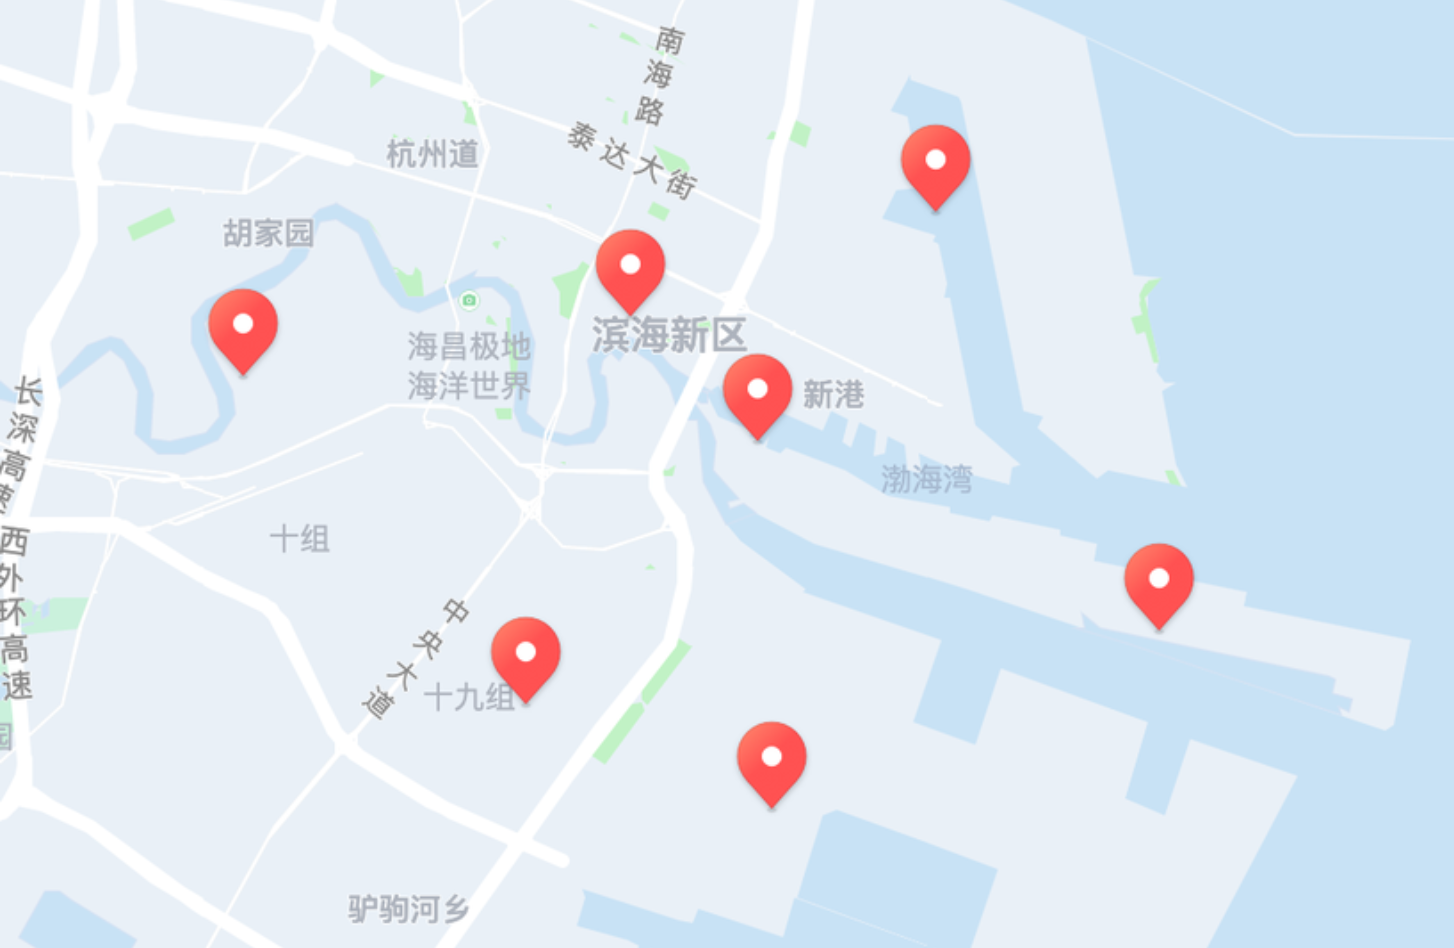 南海路
泰达大街
杭州道
胡家园
滨海新区
海昌极地
海洋世界
新港
长深高速
渤海湾
西外环高速
十组
中央大道
十九组
园
驴驹河乡